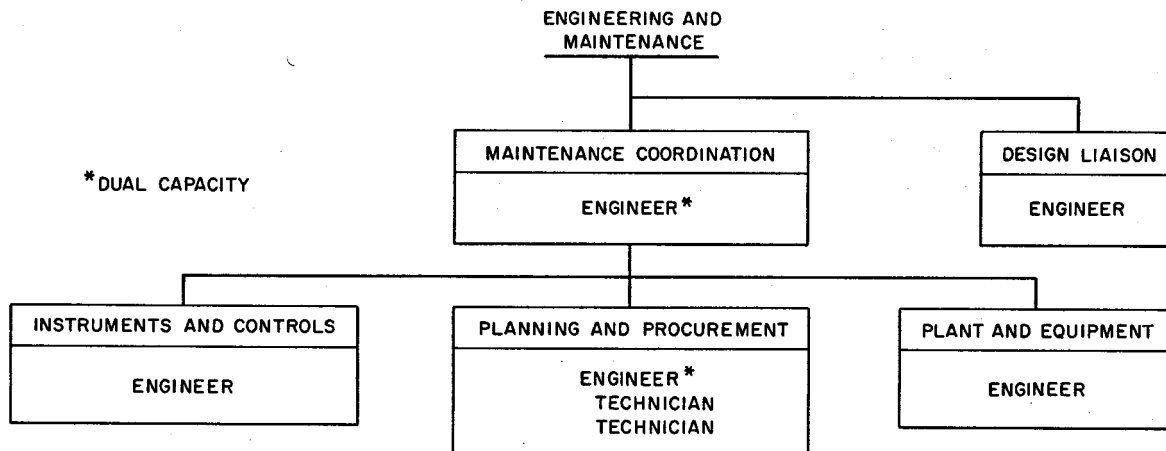 ENGINEERING AND
MAINTENANCE
MAINTENANCE COORDINATION
DESIGN LIAISON
*DUAL CAPACITY
ENGINEER*
ENGINEER
INSTRUMENTS AND CONTROLS
PLANNING AND PROCUREMENT
PLANT AND EQUIPMENT
ENGINEER
ENGINEER*
TECHNICIAN
TECHNICIAN
ENGINEER